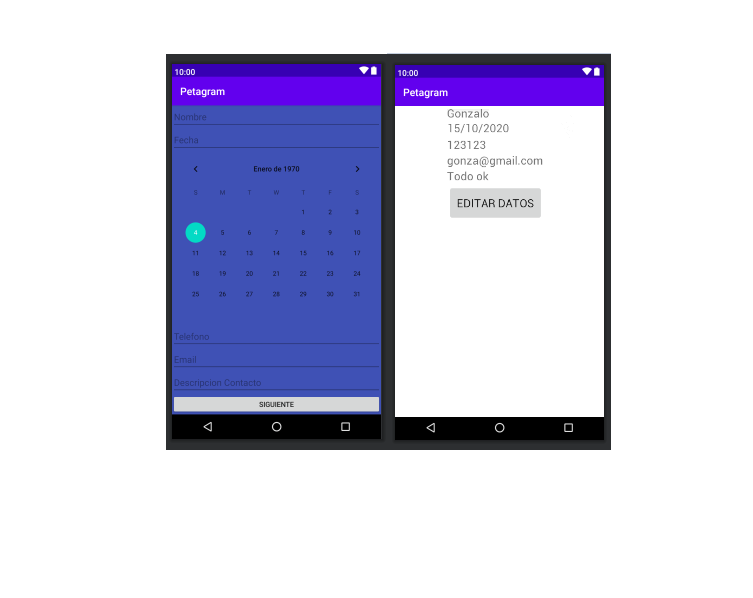 10:00
Petagram
Nombre
Fecha
Enero de 1970
S M T W T F S
1 2 3
4 5 6 7 8 9 10
11 12 13 14 15 16 17
18 19 20 21 22 23 24
25 26 27 28 29 30 31
Telefono
Email
Descripcion Contacto
SIGUIENTE
10:00
Petagram
Gonzalo
15/10/2020
123123
gonza@gmail.com
Todo ok
EDITAR DATOS